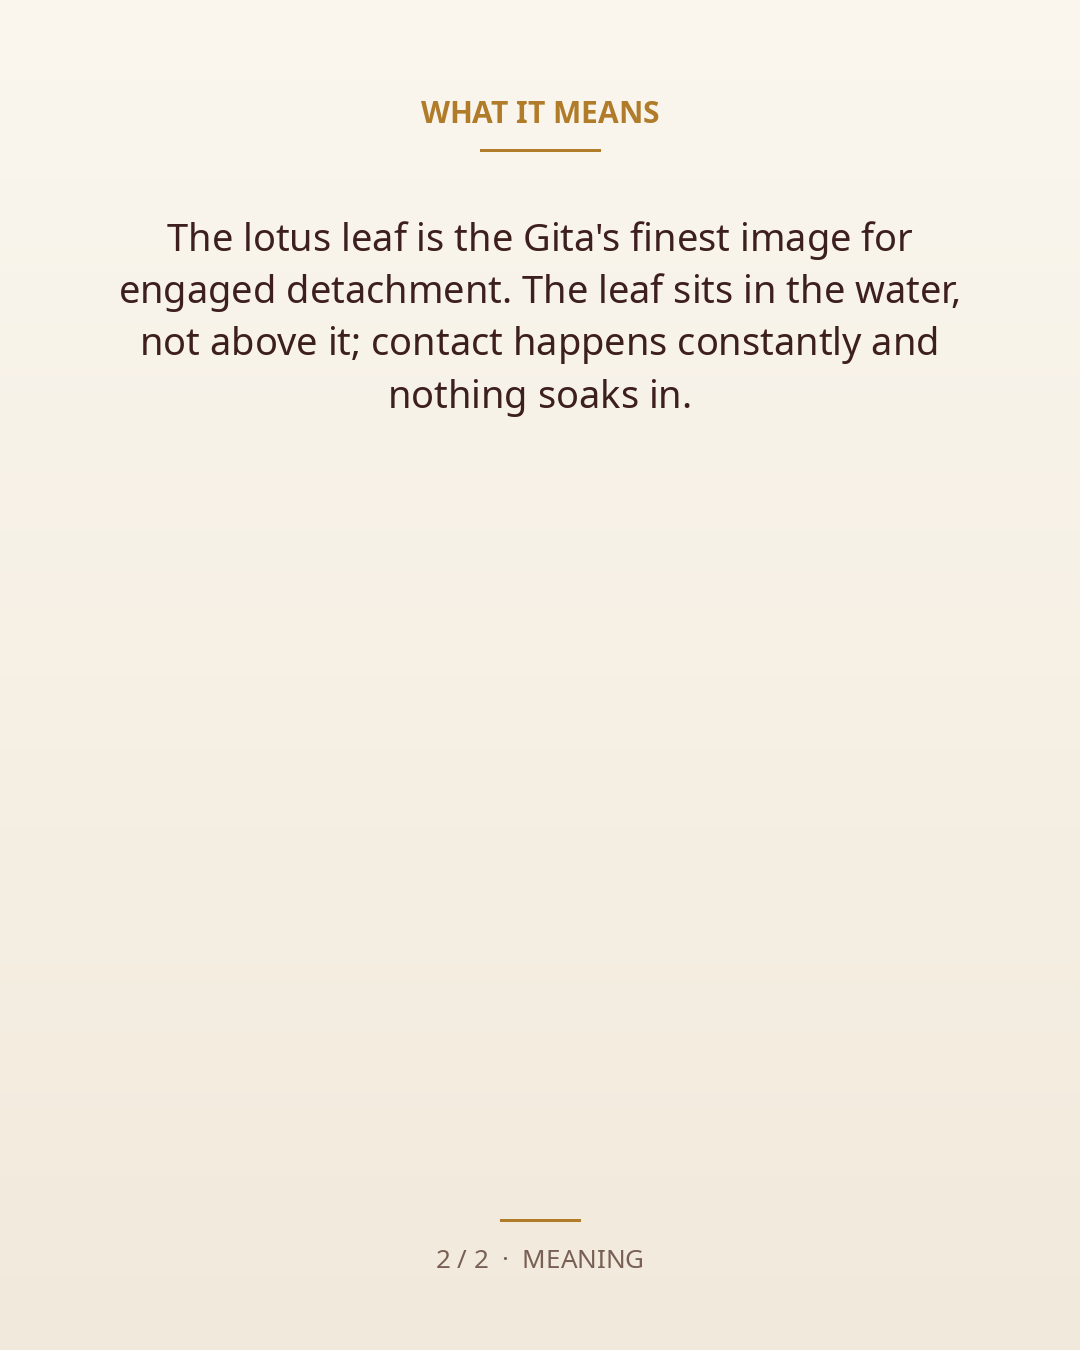 WHAT IT MEANS
The lotus leaf is the Gita's finest image for
engaged detachment. The leaf sits in the water,
not above it; contact happens constantly and
nothing soaks in.
2 / 2 · MEANING